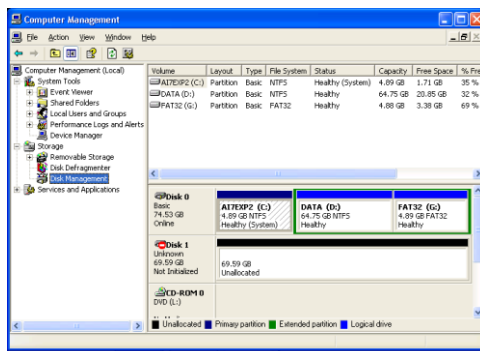 Computer Management
File Action View Window Help
Computer Management (Local)
System Tools
Event Viewer
Shared Folders
Local Users and Groups
Performance Logs and Alerts
Device Manager
Storage
Removable Storage
Disk Defragmenter
Disk Management
Services and Applications
Volume Layout Type File System Status Capacity Free Space % Fre
AI7EXP2 (C:) Partition Basic NTFS Healthy (System) 4.89 GB 1.71 GB 35 %
DATA (D:) Partition Basic NTFS Healthy 64.75 GB 20.85 GB 32 %
FAT32 (G:) Partition Basic FAT32 Healthy 4.88 GB 3.38 GB 69 %
Disk 0
Basic
74.53 GB
Online
AI7EXP2 (C:)
4.89 GB NTFS
Healthy (System)
DATA (D:)
64.75 GB NTFS
Healthy
FAT32 (G:)
4.89 GB FAT32
Healthy
Disk 1
Unknown
69.59 GB
Not Initialized
69.59 GB
Unallocated
CD-ROM 0
DVD (L:)
Unallocated Primary partition Extended partition Logical drive